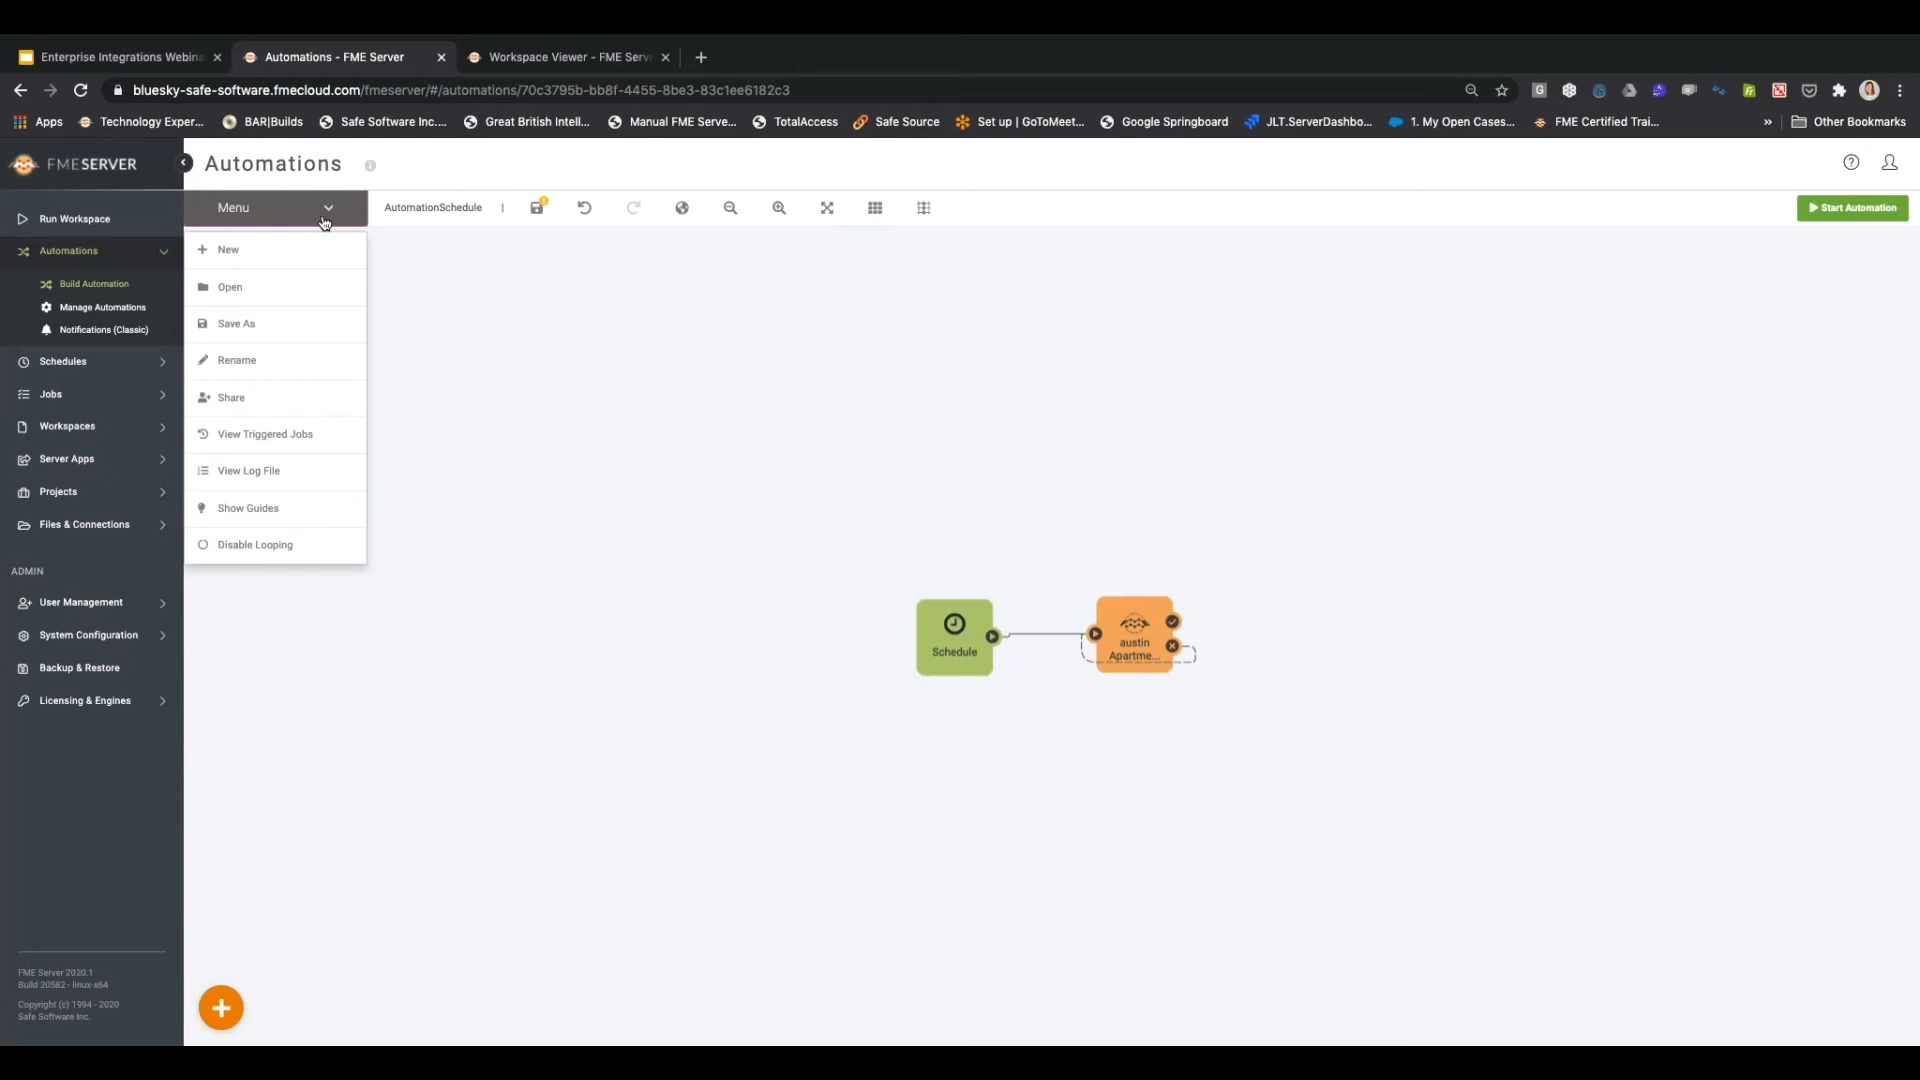 Enterprise Integrations Webina
Automations - FME Server
Workspace Viewer - FME Serv
bluesky-safe-software.fmecloud.com/fmeserver/#/automations/70c3795b-bb8f-4455-8be3-83c1ee6182c3
Apps
Technology Exper...
BAR|Builds
Safe Software Inc....
Great British Intell...
Manual FME Serve...
TotalAccess
Safe Source
Set up | GoToMeet...
Google Springboard
JLT.ServerDashbo...
1. My Open Cases...
FME Certified Trai...
»
Other Bookmarks
FMESERVER
Automations
Run Workspace
Automations
Build Automation
Manage Automations
Notifications (Classic)
Schedules
Jobs
Workspaces
Server Apps
Projects
Files & Connections
ADMIN
User Management
System Configuration
Backup & Restore
Licensing & Engines
FME Server 2020.1
Build 20582 - linux-x64
Copyright (c) 1994 - 2020
Safe Software Inc.
Menu
AutomationSchedule
Start Automation
New
Open
Save As
Rename
Share
View Triggered Jobs
View Log File
Show Guides
Disable Looping
Schedule
austin
Apartme...